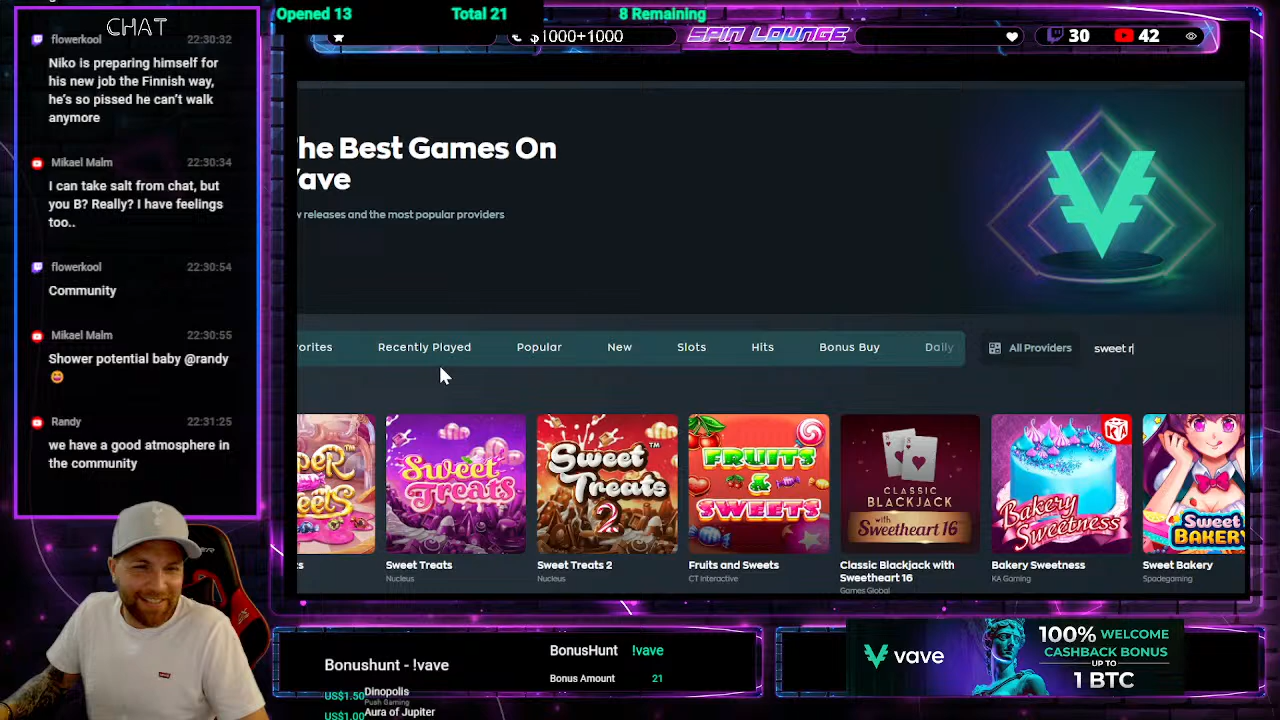 Opened 13
Total 21
8 Remaining
CHAT
$1000+1000
SPIN LOUNGE
30
42
flowerkool 22:30:32
Niko is preparing himself for
his new job the Finnish way,
he's so pissed he can't walk
anymore
Mikael Malm 22:30:34
I can take salt from chat, but
you B? Really? I have feelings
too..
flowerkool 22:30:54
Community
Mikael Malm 22:30:55
Shower potential baby @randy
Randy 22:31:25
we have a good atmosphere in
the community
he Best Games On
Vave
w releases and the most popular providers
orites
Recently Played
Popular
New
Slots
Hits
Bonus Buy
Daily
All Providers
sweet r
Sweet Treats™
Sweet Treats™ 2
FRUITS & SWEETS
CLASSIC BLACKJACK with Sweetheart 16
KA
Bakery Sweetness
Sweet BAKERY
ts
Sweet Treats
Nucleus
Sweet Treats 2
Nucleus
Fruits and Sweets
CT Interactive
Classic Blackjack with
Sweetheart 16
Games Global
Bakery Sweetness
KA Gaming
Sweet Bakery
Spadegaming
Bonushunt - !vave
BonusHunt !vave
Bonus Amount 21
US$1.50 Dinopolis
Push Gaming
US$1.00 Aura of Jupiter
vave
100% WELCOME
CASHBACK BONUS
UP TO
1 BTC